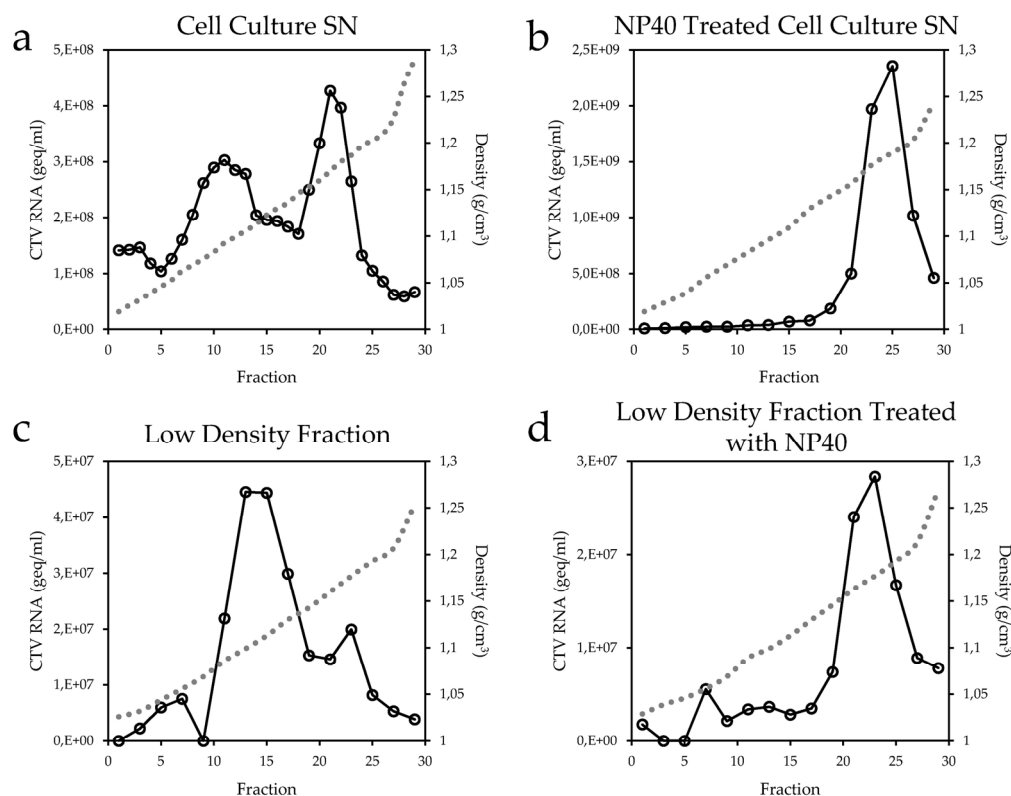 a
Cell Culture SN
5,E+08
4,E+08
3,E+08
2,E+08
1,E+08
0,E+00
CTV RNA (geq/ml)
1,3
1,25
1,2
1,15
1,1
1,05
1
Density (g/cm³)
0 5 10 15 20 25 30
Fraction
b
NP40 Treated Cell Culture SN
2,5E+09
2,0E+09
1,5E+09
1,0E+09
5,0E+08
0,0E+00
CTV RNA (geq/ml)
1,3
1,25
1,2
1,15
1,1
1,05
1
Density (g/cm³)
0 5 10 15 20 25 30
Fraction
c
Low Density Fraction
5,E+07
4,E+07
3,E+07
2,E+07
1,E+07
0,E+00
CTV RNA (geq/ml)
1,3
1,25
1,2
1,15
1,1
1,05
1
Density (g/cm³)
0 5 10 15 20 25 30
Fraction
d
Low Density Fraction Treated
with NP40
3,E+07
2,E+07
1,E+07
0,E+00
CTV RNA (geq/ml)
1,3
1,25
1,2
1,15
1,1
1,05
1
Density (g/cm³)
0 5 10 15 20 25 30
Fraction